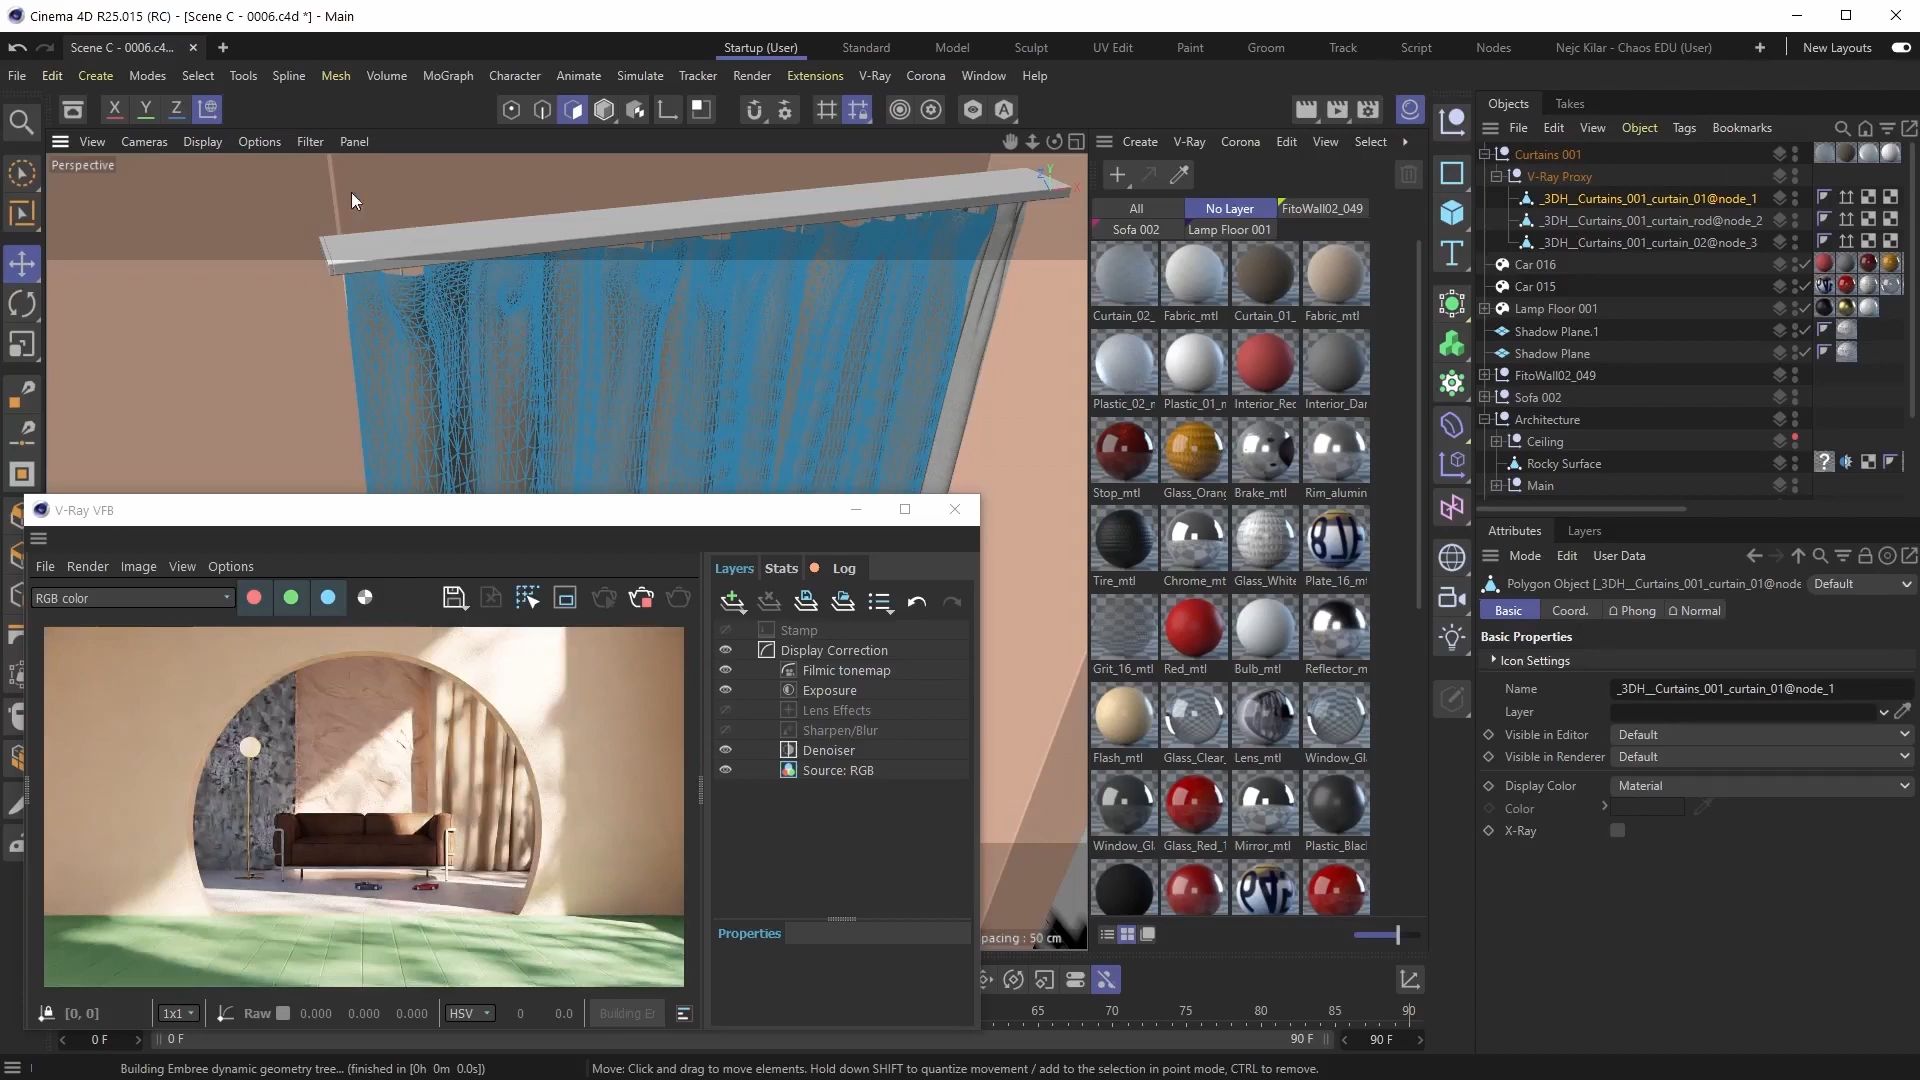 Cinema 4D R25.015 (RC) - [Scene C - 0006.c4d *] - Main
Scene C - 0006.c4...
Startup (User)
Standard
Model
Sculpt
UV Edit
Paint
Groom
Track
Script
Nodes
Nejc Kilar - Chaos EDU (User)
New Layouts
File Edit Create Modes Select Tools Spline Mesh Volume MoGraph Character Animate Simulate Tracker Render Extensions V-Ray Corona Window Help
X Y Z
View Cameras Display Options Filter Panel
Perspective
Y
Z
X
Create V-Ray Corona Edit View Select
All
No Layer
FitoWall02_049
Sofa 002
Lamp Floor 001
Curtain_02_ Fabric_mtl Curtain_01_ Fabric_mtl
Plastic_02_r Plastic_01_r Interior_Rec Interior_Dar
Stop_mtl Glass_Orang Brake_mtl Rim_alumin
Tire_mtl Chrome_mt Glass_White Plate_16_mt
Grit_16_mtl Red_mtl Bulb_mtl Reflector_m
Flash_mtl Glass_Clear_ Lens_mtl Window_Gl
Window_Gl Glass_Red_1 Mirror_mtl Plastic_Blac
pacing : 50 cm
Objects
Takes
File Edit View Object Tags Bookmarks
Curtains 001
V-Ray Proxy
_3DH__Curtains_001_curtain_01@node_1
_3DH__Curtains_001_curtain_rod@node_2
_3DH__Curtains_001_curtain_02@node_3
Car 016
Car 015
Lamp Floor 001
Shadow Plane.1
Shadow Plane
FitoWall02_049
Sofa 002
Architecture
Ceiling
Rocky Surface
Main
Attributes
Layers
Mode Edit User Data
Polygon Object [_3DH__Curtains_001_curtain_01@node
Default
Basic
Coord.
Phong
Normal
Basic Properties
Icon Settings
Name _3DH__Curtains_001_curtain_01@node_1
Layer
Visible in Editor Default
Visible in Renderer Default
Display Color Material
Color
X-Ray
V-Ray VFB
File Render Image View Options
RGB color
Layers
Stats
Log
Stamp
Display Correction
Filmic tonemap
Exposure
Lens Effects
Sharpen/Blur
Denoiser
Source: RGB
Properties
[0, 0]
1x1
Raw
0.000 0.000 0.000
HSV
0 0.0
Building Er
65 70 75 80 85 90
0 F
0 F
90 F
90 F
Building Embree dynamic geometry tree... (finished in [0h 0m 0.0s])
Move: Click and drag to move elements. Hold down SHIFT to quantize movement / add to the selection in point mode, CTRL to remove.